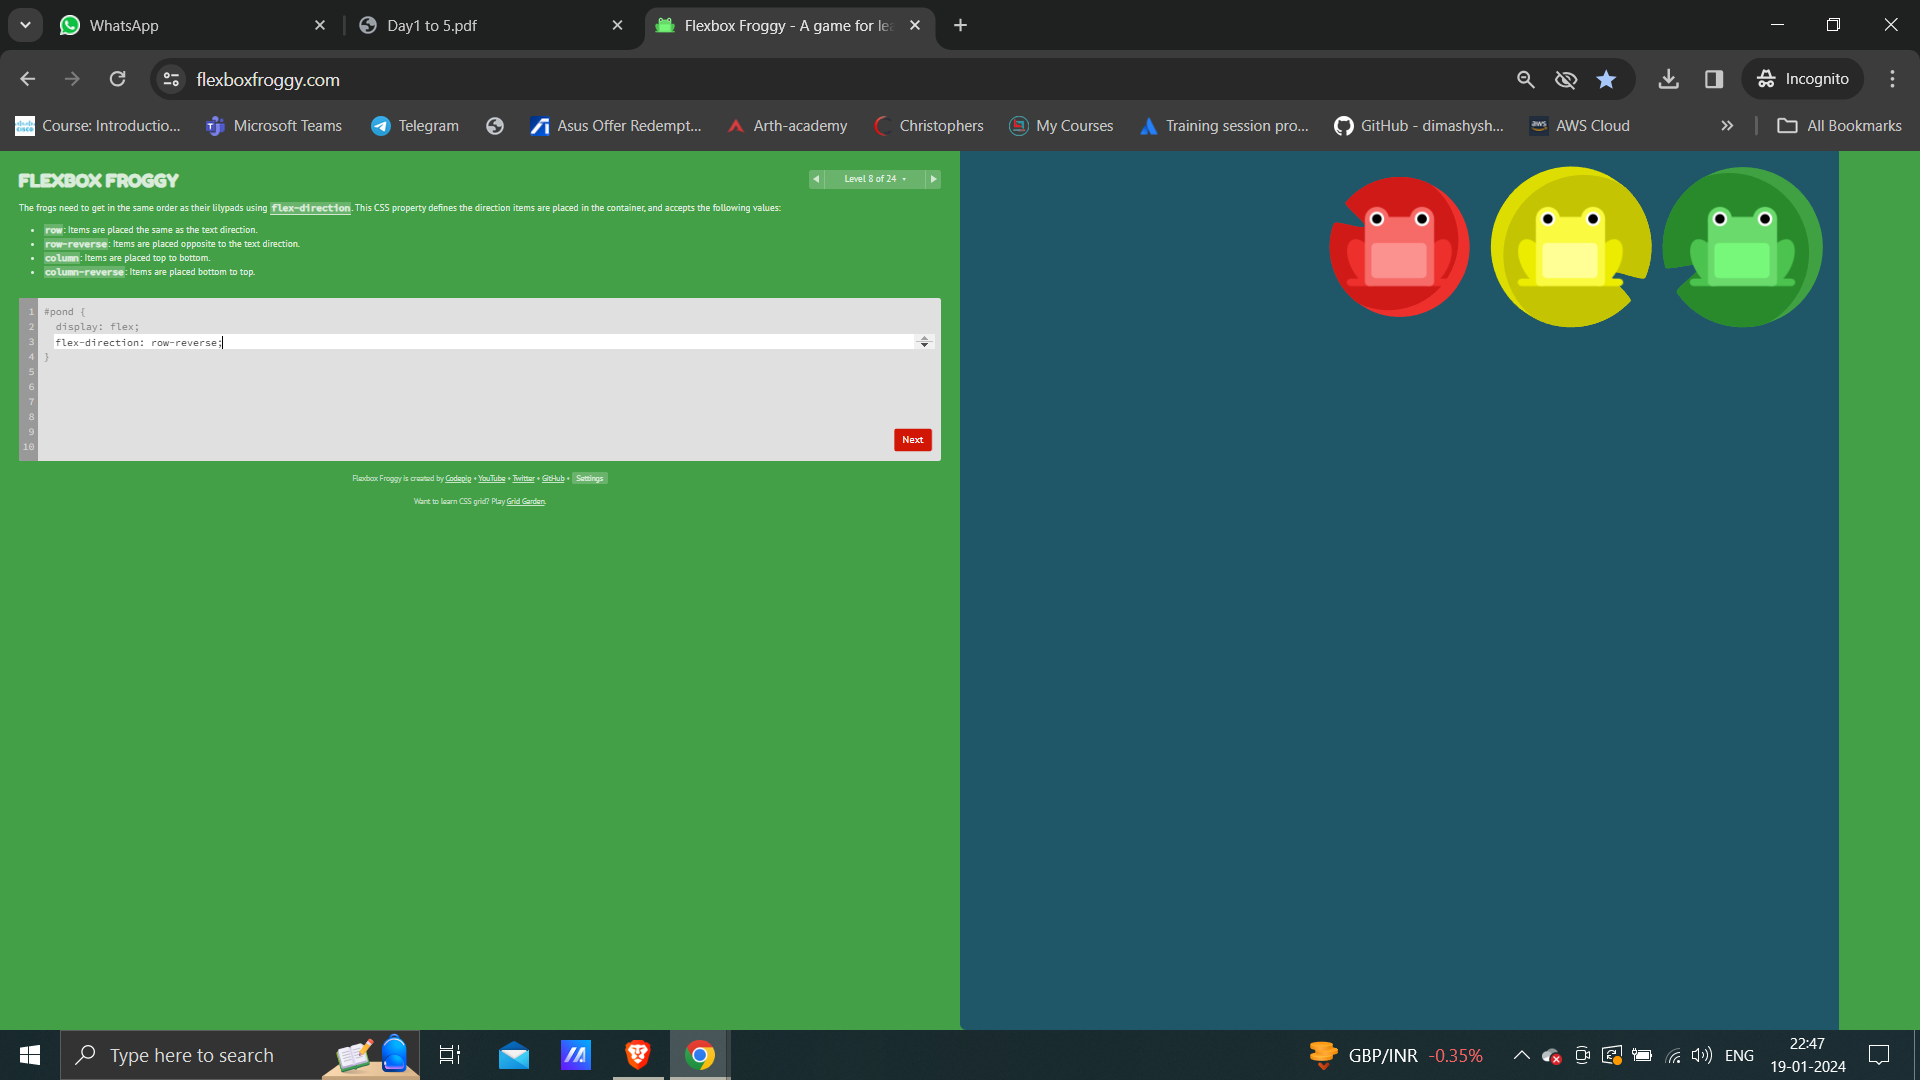 WhatsApp
Day1 to 5.pdf
Flexbox Froggy - A game for le
flexboxfroggy.com
Incognito
Course: Introductio...
Microsoft Teams
Telegram
Asus Offer Redempt...
Arth-academy
Christophers
My Courses
Training session pro...
GitHub - dimashysh...
AWS Cloud
All Bookmarks
FLEXBOX FROGGY
Level 8 of 24
The frogs need to get in the same order as their lilypads using flex-direction. This CSS property defines the direction items are placed in the container, and accepts the following values:
row: Items are placed the same as the text direction.
row-reverse: Items are placed opposite to the text direction.
column: Items are placed top to bottom.
column-reverse: Items are placed bottom to top.
1 #pond {
2 display: flex;
3 flex-direction: row-reverse;
4 }
5
6
7
8
9
10
Next
Flexbox Froggy is created by Codepip • YouTube • Twitter • GitHub • Settings
Want to learn CSS grid? Play Grid Garden.
Type here to search
GBP/INR -0.35%
ENG
22:47
19-01-2024